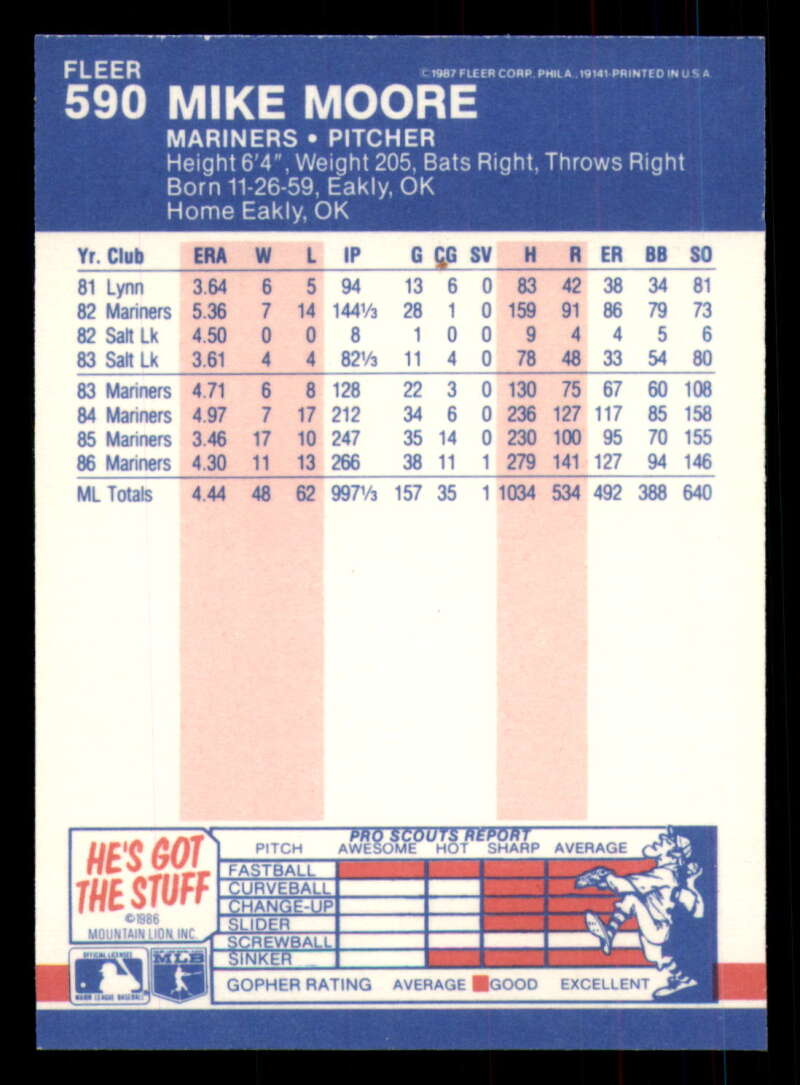 FLEER
©1987 FLEER CORP. PHILA., 19141-PRINTED IN U.S.A.
590 MIKE MOORE
MARINERS • PITCHER
Height 6'4", Weight 205, Bats Right, Throws Right
Born 11-26-59, Eakly, OK
Home Eakly, OK
Yr. Club ERA W L IP G CG SV H R ER BB SO
81 Lynn 3.64 6 5 94 13 6 0 83 42 38 34 81
82 Mariners 5.36 7 14 144⅓ 28 1 0 159 91 86 79 73
82 Salt Lk 4.50 0 0 8 1 0 0 9 4 4 5 6
83 Salt Lk 3.61 4 4 82⅓ 11 4 0 78 48 33 54 80
83 Mariners 4.71 6 8 128 22 3 0 130 75 67 60 108
84 Mariners 4.97 7 17 212 34 6 0 236 127 117 85 158
85 Mariners 3.46 17 10 247 35 14 0 230 100 95 70 155
86 Mariners 4.30 11 13 266 38 11 1 279 141 127 94 146
ML Totals 4.44 48 62 997⅓ 157 35 1 1034 534 492 388 640
HE'S GOT
THE STUFF
©1986
MOUNTAIN LION, INC.
PRO SCOUTS REPORT
PITCH AWESOME HOT SHARP AVERAGE
FASTBALL
CURVEBALL
CHANGE-UP
SLIDER
SCREWBALL
SINKER
GOPHER RATING AVERAGE GOOD EXCELLENT
OFFICIAL LICENSEE
MAJOR LEAGUE BASEBALL
MLB